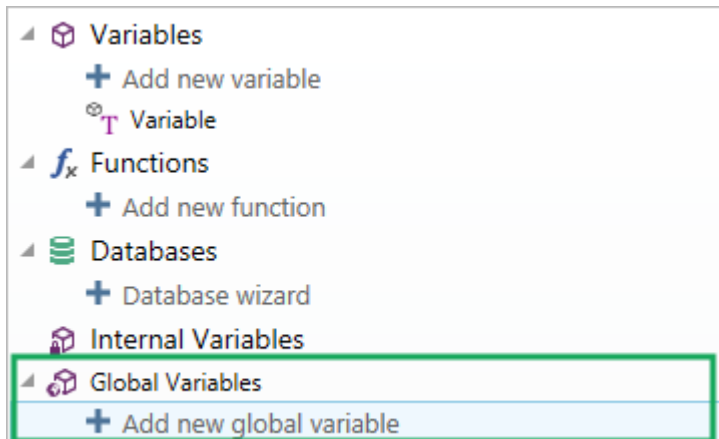 Variables
Add new variable
T Variable
fx Functions
Add new function
Databases
Database wizard
Internal Variables
Global Variables
Add new global variable